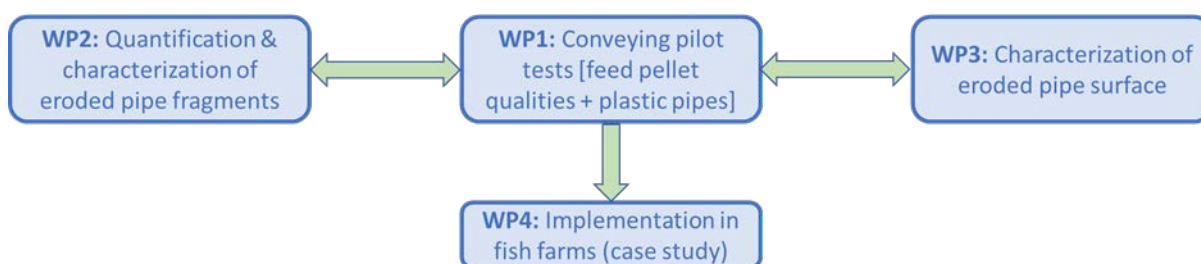 WP2: Quantification &
characterization of
eroded pipe fragments
WP1: Conveying pilot
tests [feed pellet
qualities + plastic pipes]
WP3: Characterization of
eroded pipe surface
WP4: Implementation in
fish farms (case study)